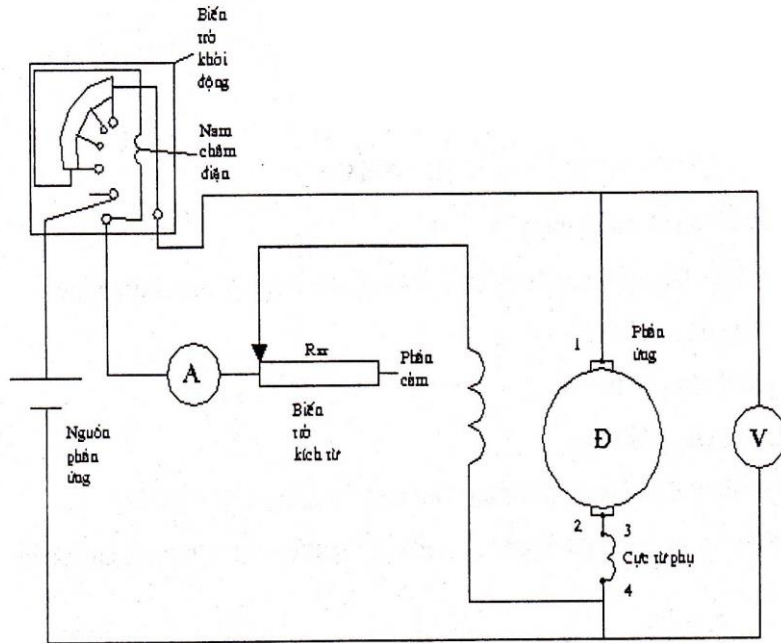 Biến
trở
khởi
động
Nam
châm
điện
1
Phần
ứng
A
Phần
cảm
Biến
trở
kích từ
Nguồn
phần
ứng
Đ
V
2
3
Cực từ phụ
4